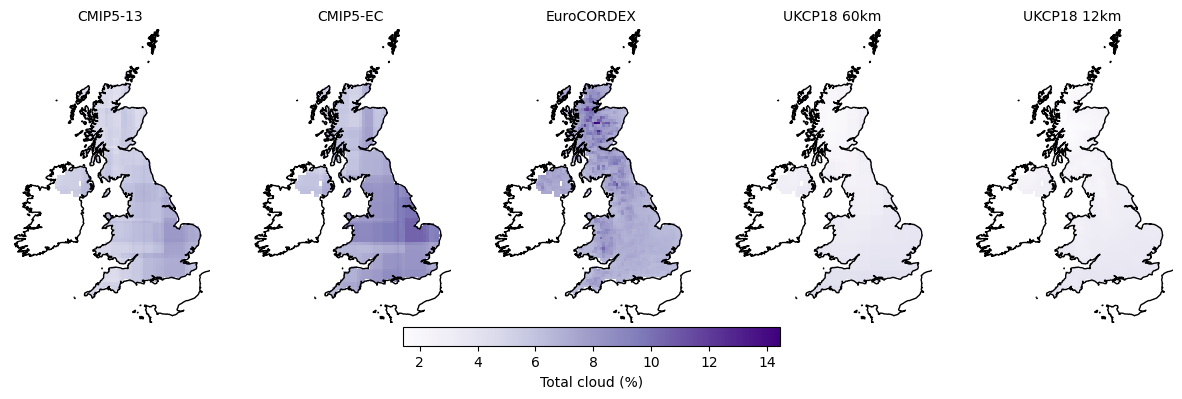 CMIP5-13 CMIP5-EC EuroCORDEX UKCP18 60km UKCP18 12km
2 4 6 8 10 12 14
Total cloud (%)